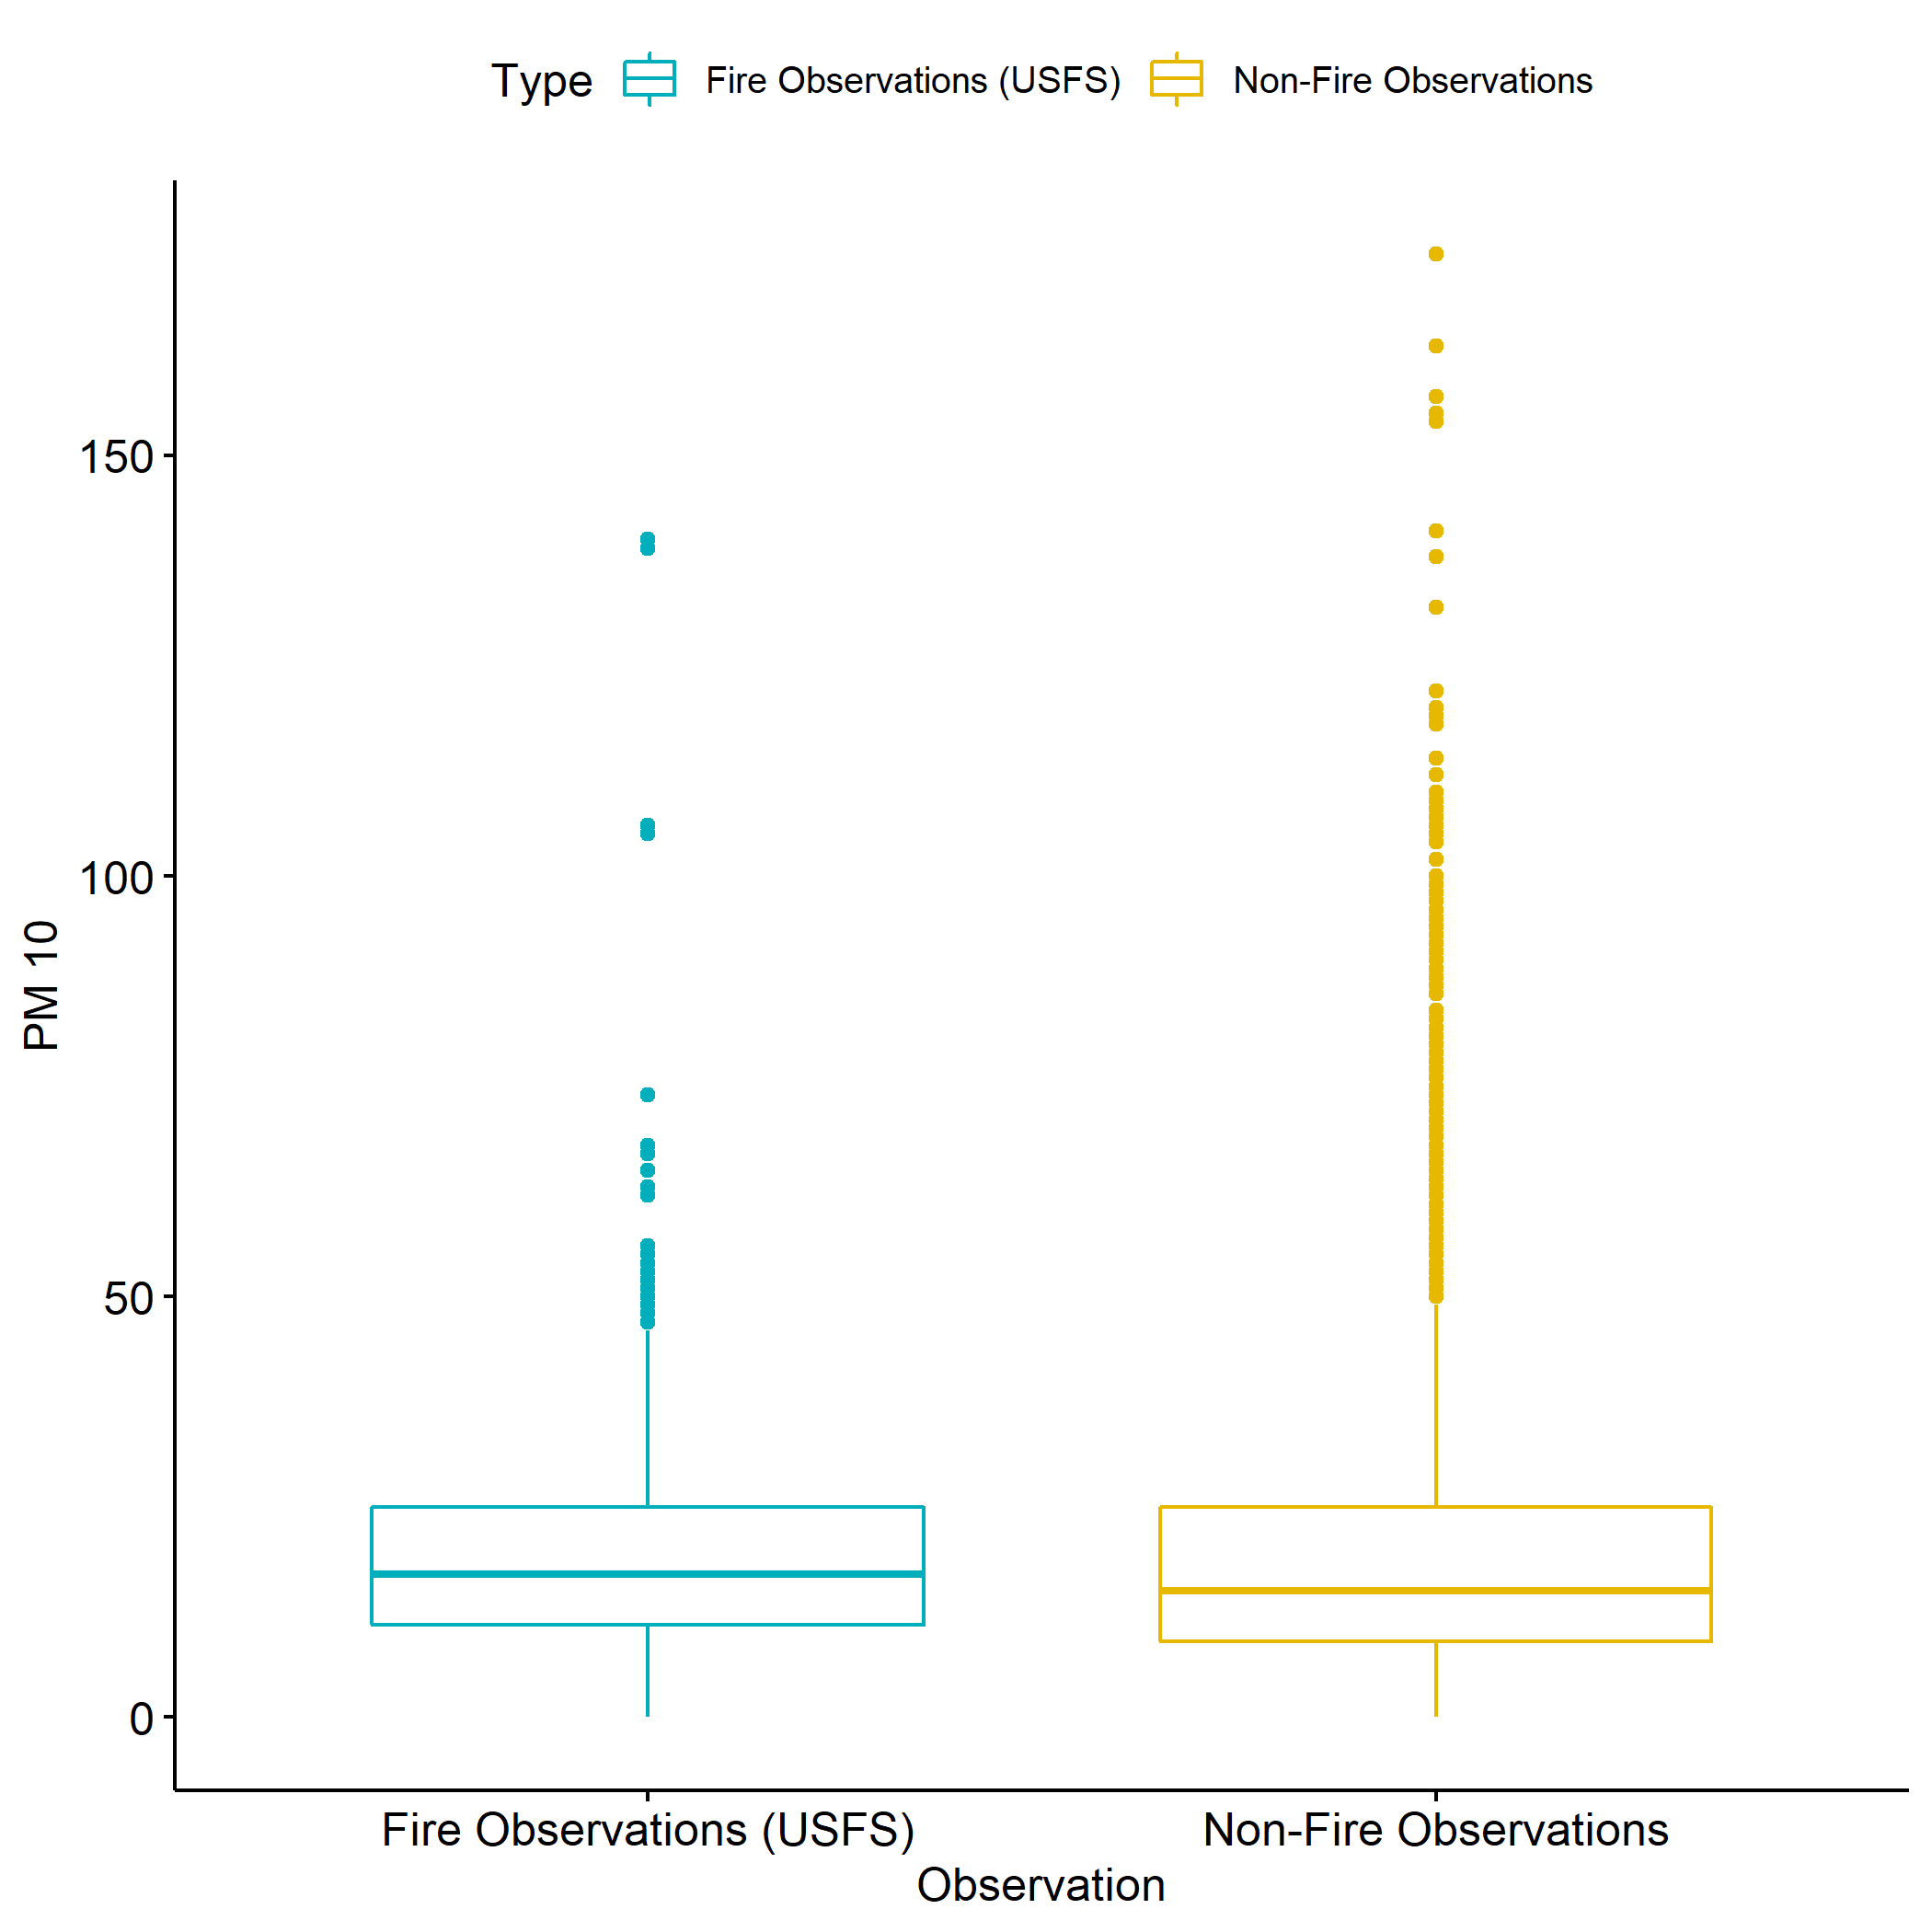 Type Fire Observations (USFS) Non-Fire Observations
150
100
50
0
PM 10
Fire Observations (USFS) Non-Fire Observations
Observation